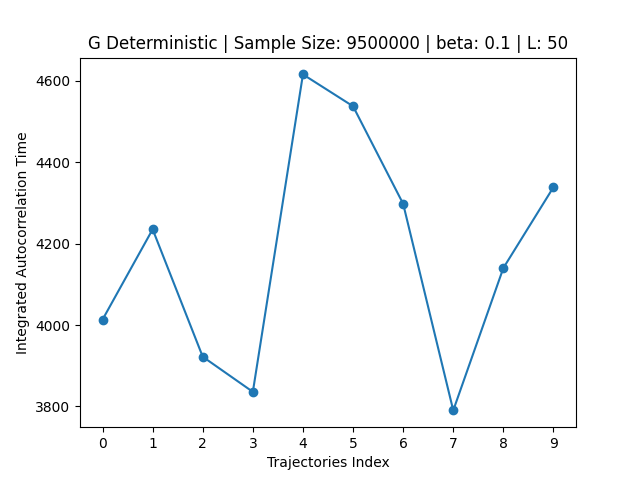 G Deterministic | Sample Size: 9500000 | beta: 0.1 | L: 50
4600
4400
4200
4000
3800
Integrated Autocorrelation Time
0 1 2 3 4 5 6 7 8 9
Trajectories Index